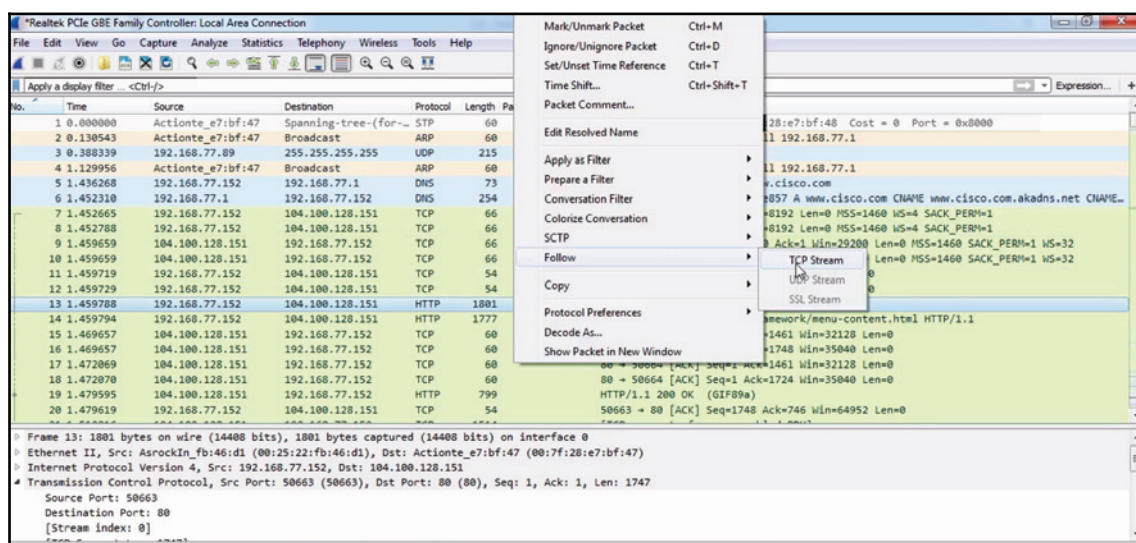 *Realtek PCIe GBE Family Controller: Local Area Connection
File Edit View Go Capture Analyze Statistics Telephony Wireless Tools Help
Apply a display filter ... <Ctrl-/> Expression... +
No. Time Source Destination Protocol Length Pa
1 0.000000 Actionte_e7:bf:47 Spanning-tree-(for-… STP 60 28:e7:bf:48 Cost = 0 Port = 0x8000
2 0.130543 Actionte_e7:bf:47 Broadcast ARP 60 ll 192.168.77.1
3 0.388339 192.168.77.89 255.255.255.255 UDP 215
4 1.129956 Actionte_e7:bf:47 Broadcast ARP 60 ll 192.168.77.1
5 1.436268 192.168.77.152 192.168.77.1 DNS 73 .cisco.com
6 1.452310 192.168.77.1 192.168.77.152 DNS 254 857 A www.cisco.com CNAME www.cisco.com.akadns.net CNAME…
7 1.452665 192.168.77.152 104.100.128.151 TCP 66 =8192 Len=0 MSS=1460 WS=4 SACK_PERM=1
8 1.452788 192.168.77.152 104.100.128.151 TCP 66 =8192 Len=0 MSS=1460 WS=4 SACK_PERM=1
9 1.459659 104.100.128.151 192.168.77.152 TCP 66 Ack=1 Win=29200 Len=0 MSS=1460 SACK_PERM=1 WS=32
10 1.459659 104.100.128.151 192.168.77.152 TCP 66 Len=0 MSS=1460 SACK_PERM=1 WS=32
11 1.459719 192.168.77.152 104.100.128.151 TCP 54
12 1.459729 192.168.77.152 104.100.128.151 TCP 54
13 1.459788 192.168.77.152 104.100.128.151 HTTP 1801
14 1.459794 192.168.77.152 104.100.128.151 HTTP 1777 amework/menu-content.html HTTP/1.1
15 1.469657 104.100.128.151 192.168.77.152 TCP 60 =1461 Win=32128 Len=0
16 1.469657 104.100.128.151 192.168.77.152 TCP 60 =1748 Win=35040 Len=0
17 1.472069 104.100.128.151 192.168.77.152 TCP 60 80 → 50664 [ACK] Seq=1 Ack=1461 Win=32128 Len=0
18 1.472070 104.100.128.151 192.168.77.152 TCP 60 80 → 50664 [ACK] Seq=1 Ack=1724 Win=35040 Len=0
19 1.479595 104.100.128.151 192.168.77.152 HTTP 799 HTTP/1.1 200 OK (GIF89a)
20 1.479619 192.168.77.152 104.100.128.151 TCP 54 50663 → 80 [ACK] Seq=1748 Ack=746 Win=64952 Len=0
Mark/Unmark Packet Ctrl+M
Ignore/Unignore Packet Ctrl+D
Set/Unset Time Reference Ctrl+T
Time Shift... Ctrl+Shift+T
Packet Comment...
Edit Resolved Name
Apply as Filter
Prepare a Filter
Conversation Filter
Colorize Conversation
SCTP
Follow
Copy
Protocol Preferences
Decode As...
Show Packet in New Window
TCP Stream
UDP Stream
SSL Stream
Frame 13: 1801 bytes on wire (14408 bits), 1801 bytes captured (14408 bits) on interface 0
Ethernet II, Src: AsrockIn_fb:46:d1 (00:25:22:fb:46:d1), Dst: Actionte_e7:bf:47 (00:7f:28:e7:bf:47)
Internet Protocol Version 4, Src: 192.168.77.152, Dst: 104.100.128.151
Transmission Control Protocol, Src Port: 50663 (50663), Dst Port: 80 (80), Seq: 1, Ack: 1, Len: 1747
Source Port: 50663
Destination Port: 80
[Stream index: 0]